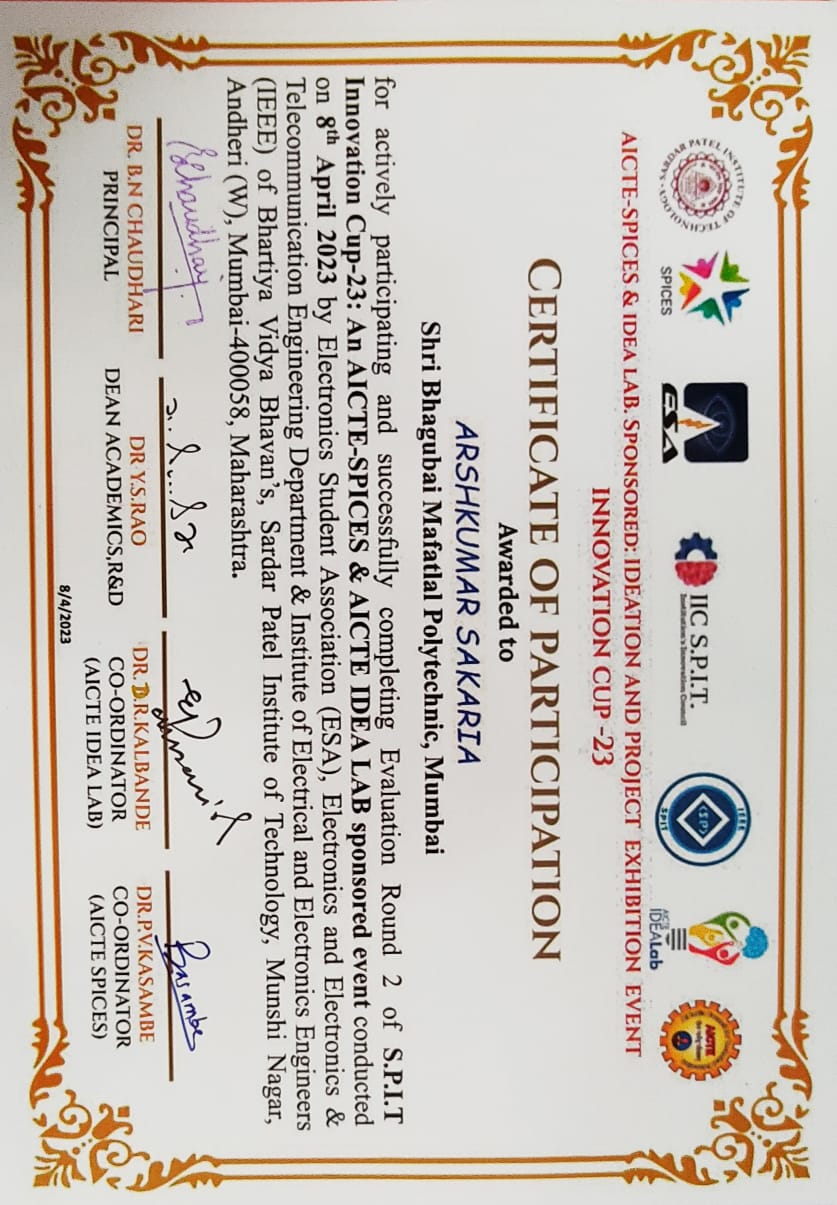 SARDAR PATEL INSTITUTE OF TECHNOLOGY
SPICES
ESA
IIC S.P.I.T.
Institution's Innovation Council
IEEE
<SP>
SPIT
AICTE
IDEALab
AICTE
AICTE-SPICES & IDEA LAB. SPONSORED: IDEATION AND PROJECT EXHIBITION EVENT
INNOVATION CUP -23
CERTIFICATE OF PARTICIPATION
Awarded to
ARSHKUMAR SAKARIA
Shri Bhagubai Mafatlal Polytechnic, Mumbai
for actively participating and successfully completing Evaluation Round 2 of S.P.I.T
Innovation Cup-23: An AICTE-SPICES & AICTE IDEA LAB sponsored event conducted
on 8th April 2023 by Electronics Student Association (ESA), Electronics and Electronics &
Telecommunication Engineering Department & Institute of Electrical and Electronics Engineers
(IEEE) of Bhartiya Vidya Bhavan's, Sardar Patel Institute of Technology, Munshi Nagar,
Andheri (W), Mumbai-400058, Maharashtra.
DR. B.N CHAUDHARI
PRINCIPAL
DR Y.S.RAO
DEAN ACADEMICS,R&D
DR. D.R.KALBANDE
CO-ORDINATOR
(AICTE IDEA LAB)
DR.P.V.KASAMBE
CO-ORDINATOR
(AICTE SPICES)
8/4/2023